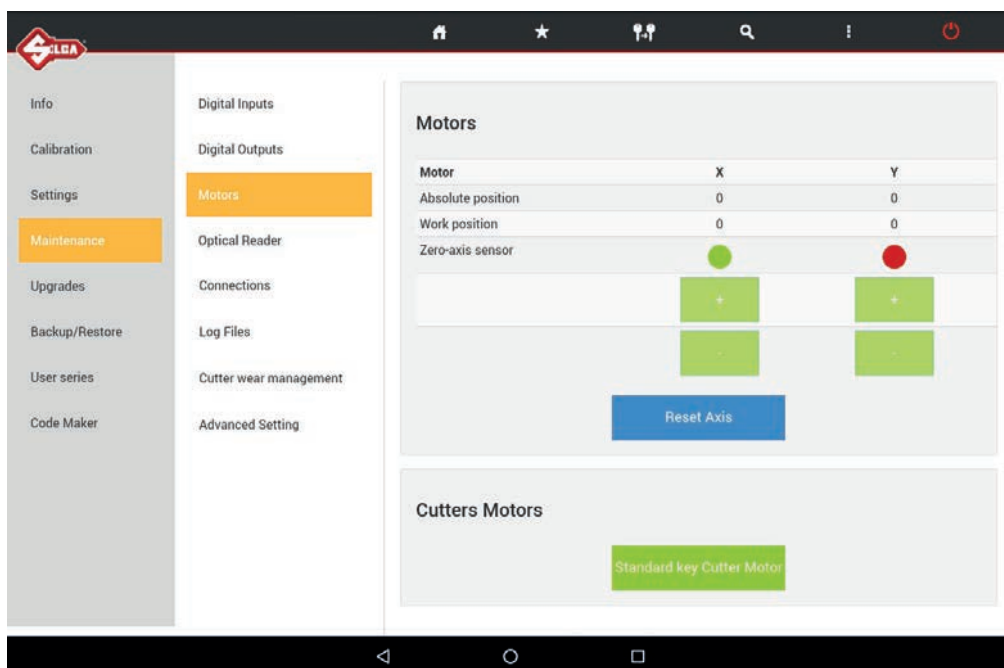 SILCA
Info
Calibration
Settings
Maintenance
Upgrades
Backup/Restore
User series
Code Maker
Digital Inputs
Digital Outputs
Motors
Optical Reader
Connections
Log Files
Cutter wear management
Advanced Setting
Motors
Motor X Y
Absolute position 0 0
Work position 0 0
Zero-axis sensor
+ +
- -
Reset Axis
Cutters Motors
Standard key Cutter Motor